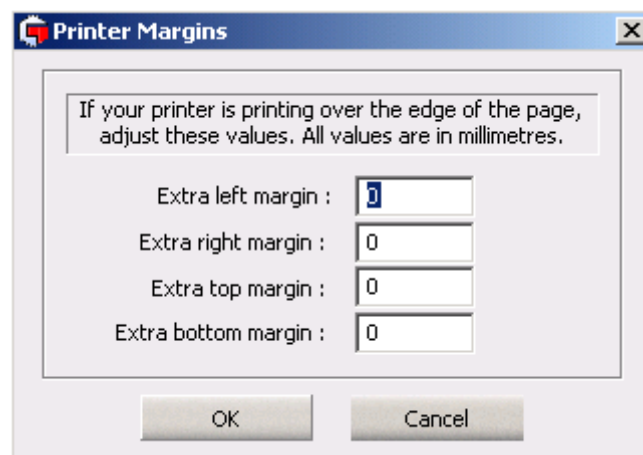 Printer Margins
If your printer is printing over the edge of the page,
adjust these values. All values are in millimetres.
Extra left margin : 0
Extra right margin : 0
Extra top margin : 0
Extra bottom margin : 0
OK Cancel